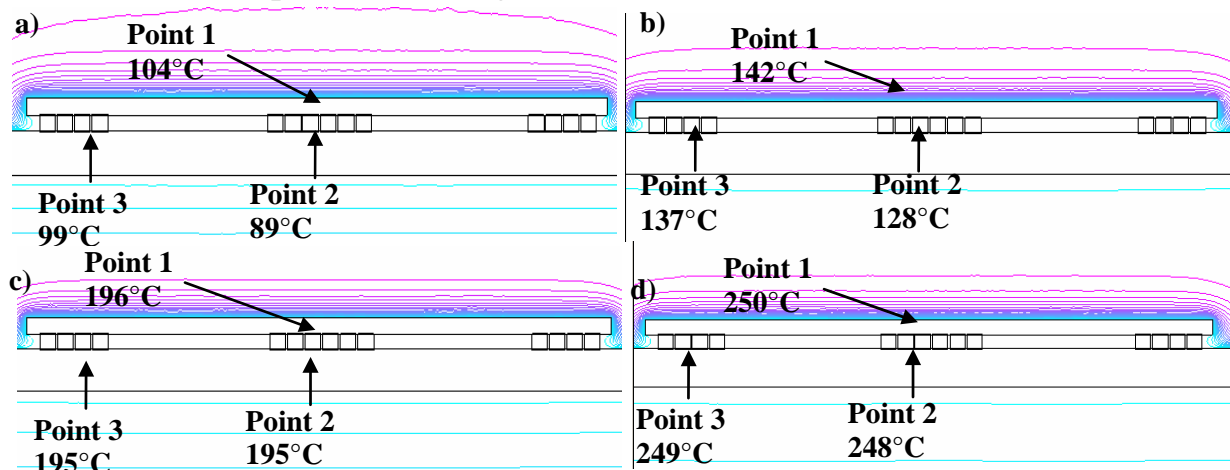 a)
Point 1
104°C
Point 3
99°C
Point 2
89°C
b)
Point 1
142°C
Point 3
137°C
Point 2
128°C
c)
Point 1
196°C
Point 3
195°C
Point 2
195°C
d)
Point 1
250°C
Point 3
249°C
Point 2
248°C